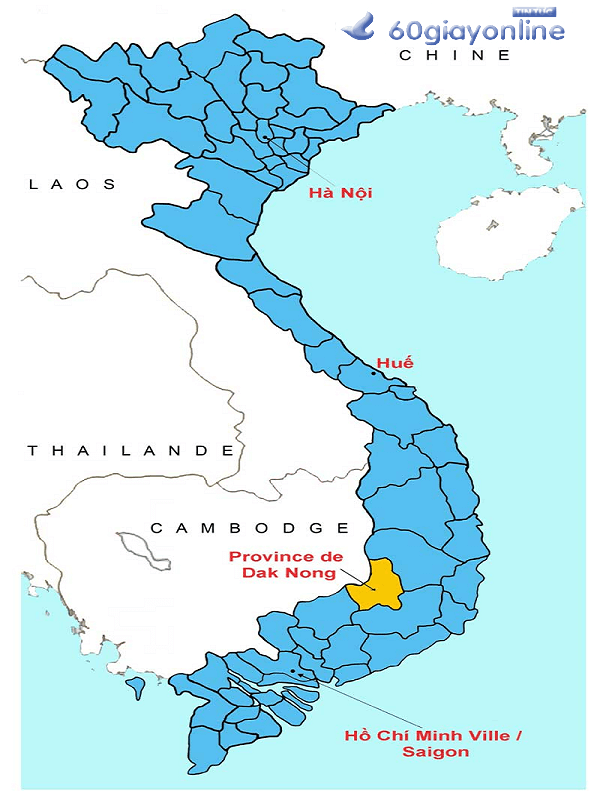 TIN TỨC
60giayonline
CHINE
LAOS
Hà Nội
Huế
THAILANDE
CAMBODGE
Province de
Dak Nong
Hồ Chí Minh Ville /
Saigon